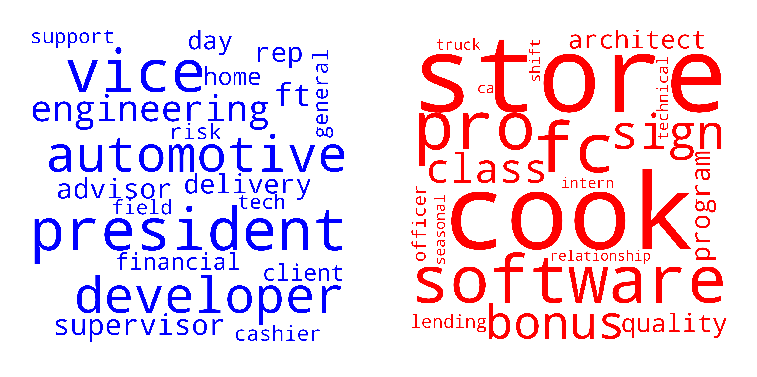 support
day
rep
vice
home
general
ft
engineering
risk
automotive
advisor
delivery
field
tech
president
financial
client
developer
supervisor
cashier
truck
shift
architect
store
ca
technical
pro
fc
sign
class
intern
program
officer
seasonal
cook
relationship
software
lending
bonus
quality